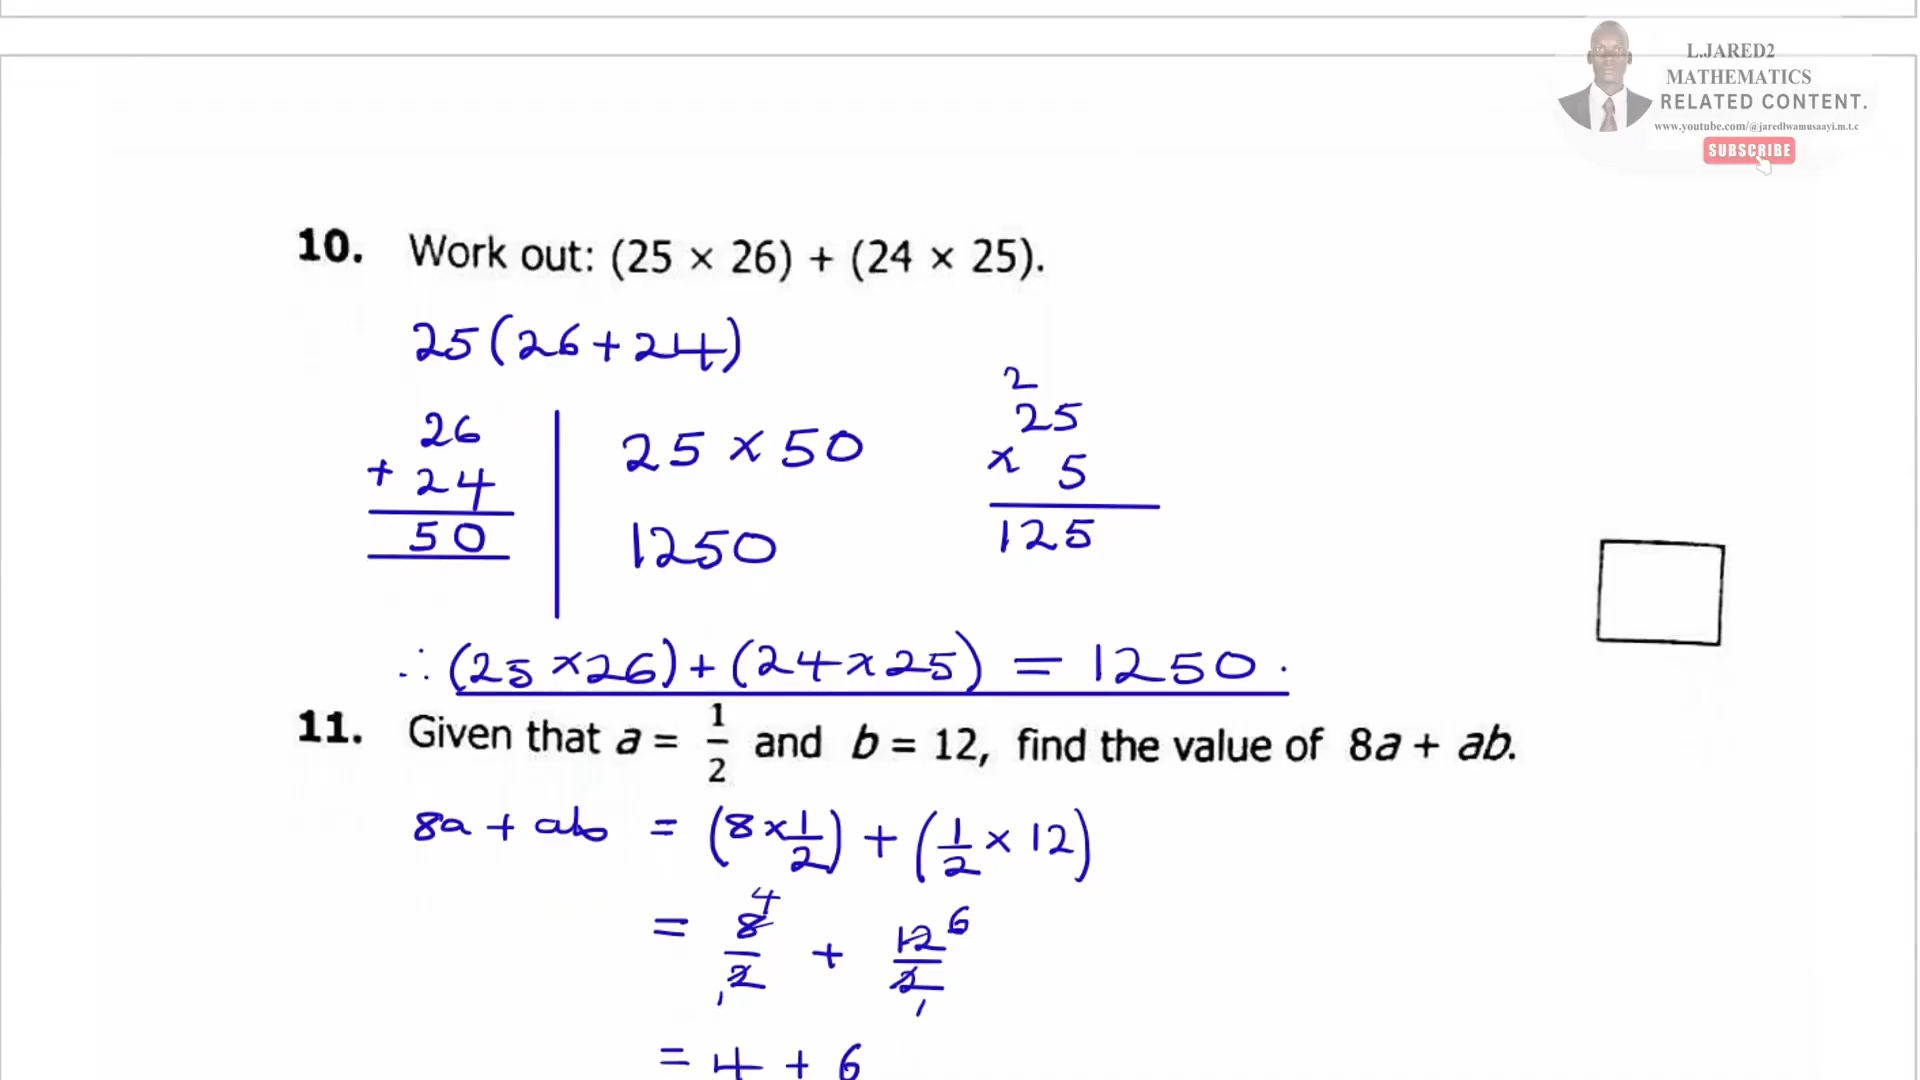 L.JARED2
MATHEMATICS
RELATED CONTENT.
www.youtube.com/@jaredlwamusaayi.m.t.c
SUBSCRIBE
10. Work out: (25 × 26) + (24 × 25).
25(26+24)
26
+ 24
50
25 × 50
1250
2
25
× 5
125
∴ (25 ×26)+(24×25) = 1250.
11. Given that a = 1/2 and b = 12, find the value of 8a + ab.
8a + ab = (8×1/2) + (1/2 × 12)
4 6
= 8/2 + 12/2
1 1
= 4 + 6